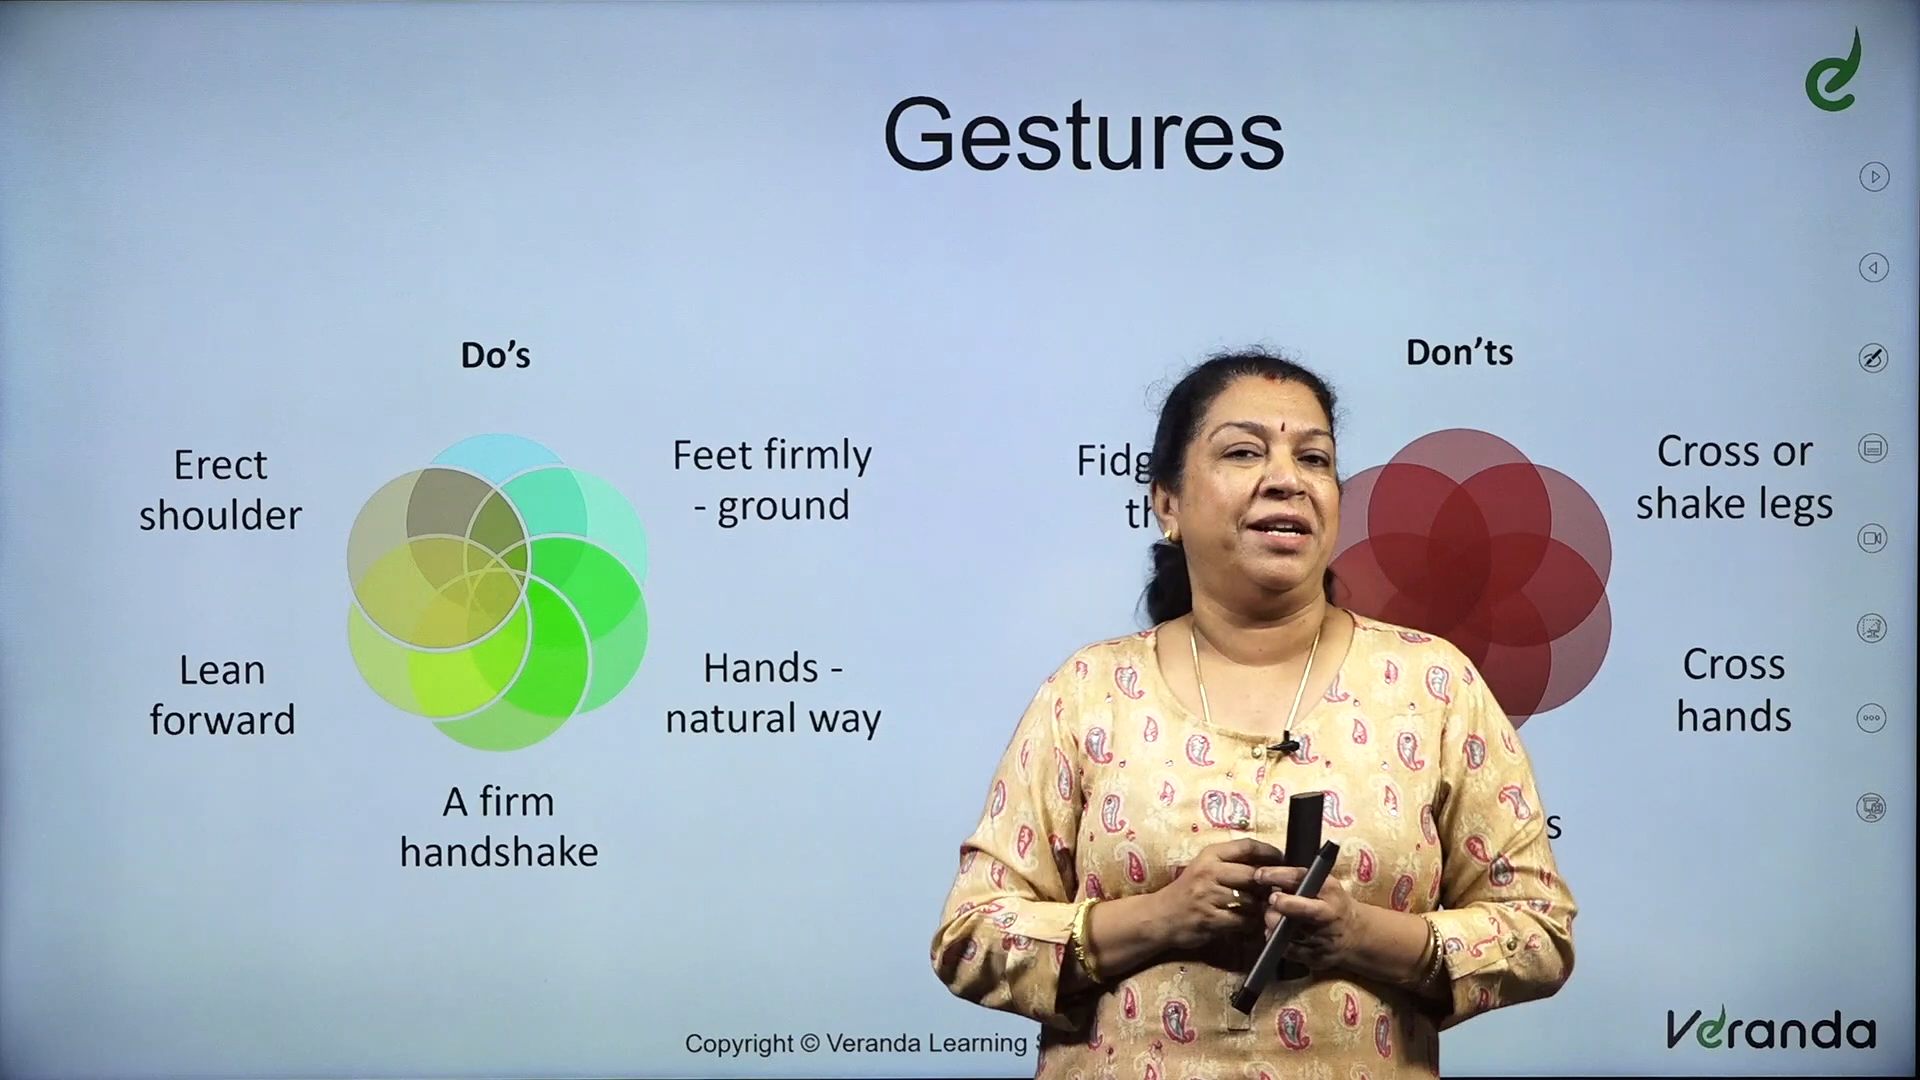 Gestures
Do's
Erect
shoulder
Feet firmly
- ground
Lean
forward
Hands -
natural way
A firm
handshake
Don'ts
Cross or
shake legs
Cross
hands
Copyright © Veranda Learning
Veranda